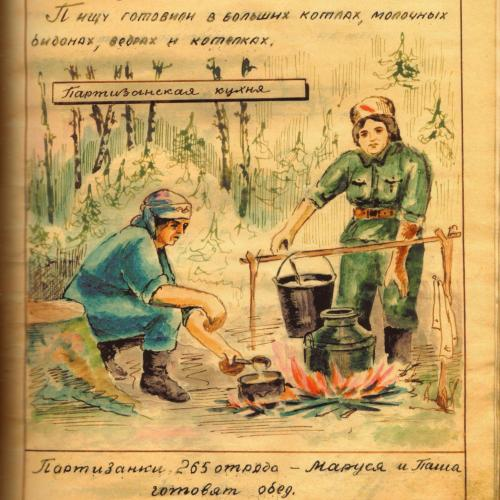 Пищу готовили в больших котлах, молочных
бидонах, ведрах и котелках.
Партизанская кухня
Партизанки 265 отряда – Маруся и Паша
готовят обед.